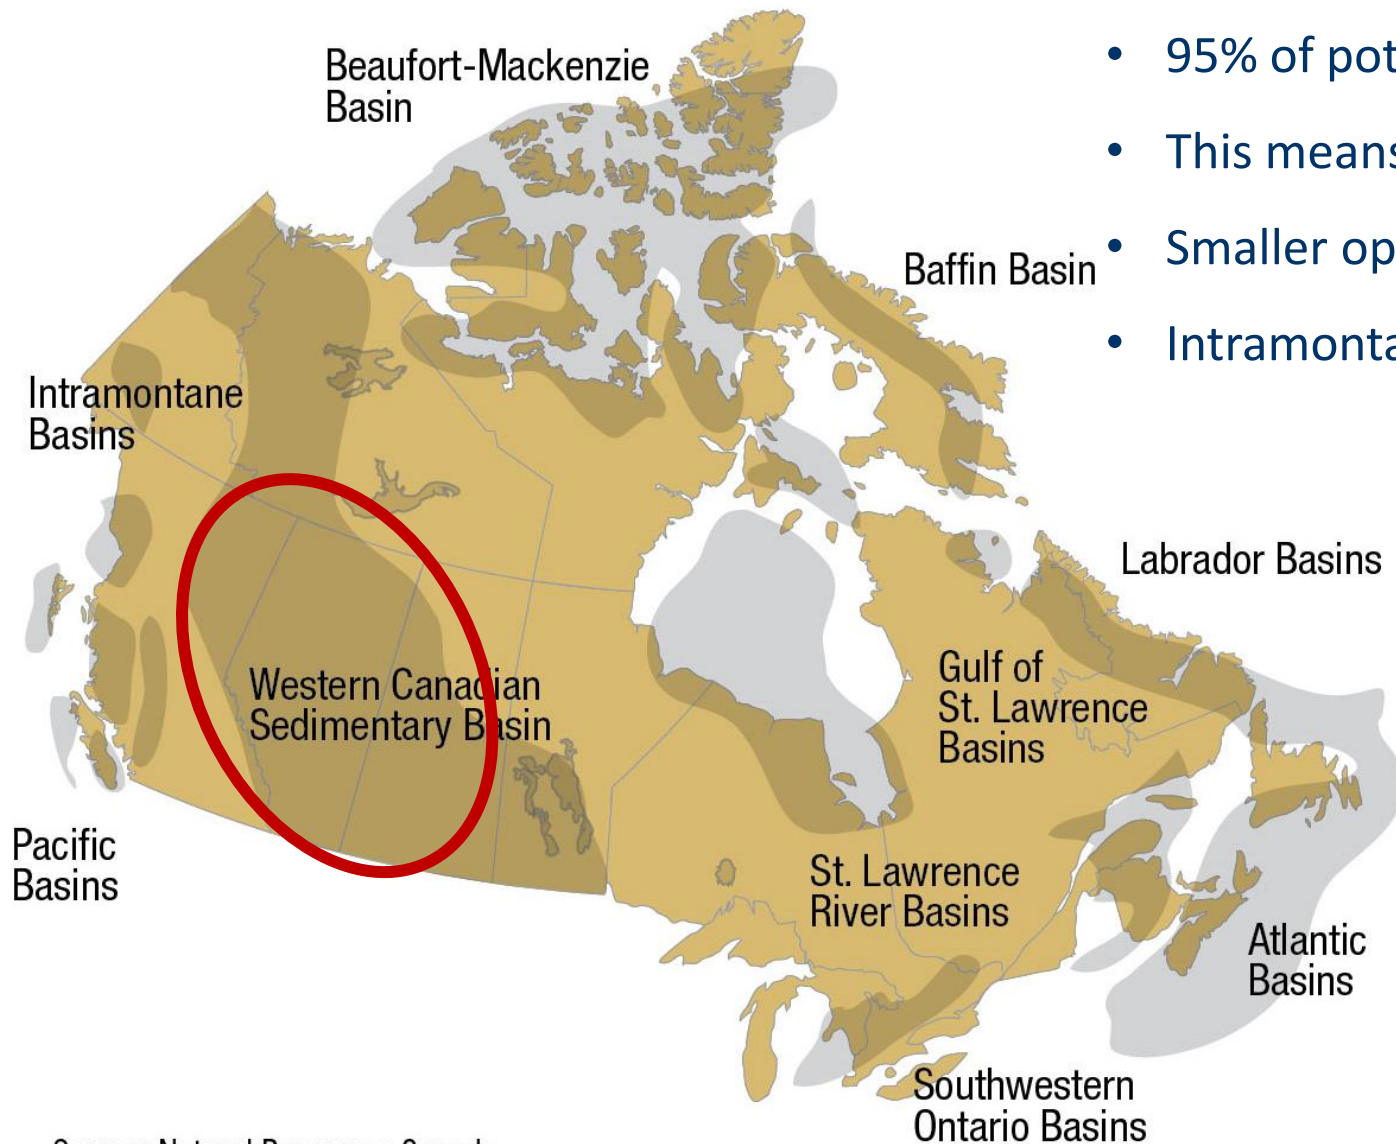 Beaufort-Mackenzie
Basin
• 95% of pot
• This means
• Smaller op
• Intramonta
Baffin Basin
Intramontane
Basins
Labrador Basins
Western Canadian
Sedimentary Basin
Gulf of
St. Lawrence
Basins
Pacific
Basins
St. Lawrence
River Basins
Atlantic
Basins
Southwestern
Ontario Basins